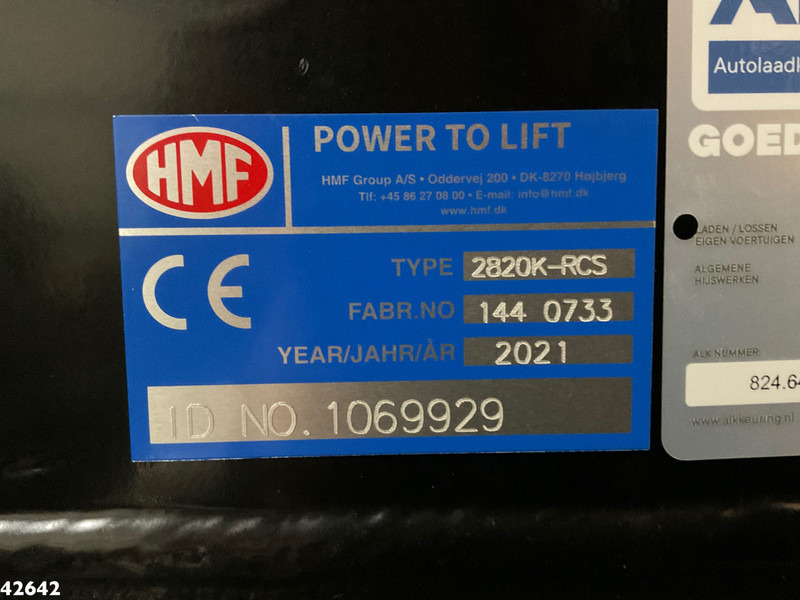 HMF
POWER TO LIFT
HMF Group A/S • Oddervej 200 • DK-8270 Højbjerg
Tlf: +45 86 27 08 00 • E-mail: info@hmf.dk
www.hmf.dk
CE
TYPE 2820K-RCS
FABR.NO 144 0733
YEAR/JAHR/ÅR 2021
ID NO. 1069929
Autolaadk
GOED
LADEN / LOSSEN
EIGEN VOERTUIGEN
ALGEMENE
HIJSWERKEN
ALK NUMMER:
824.64
www.alkkeuring.nl
42642